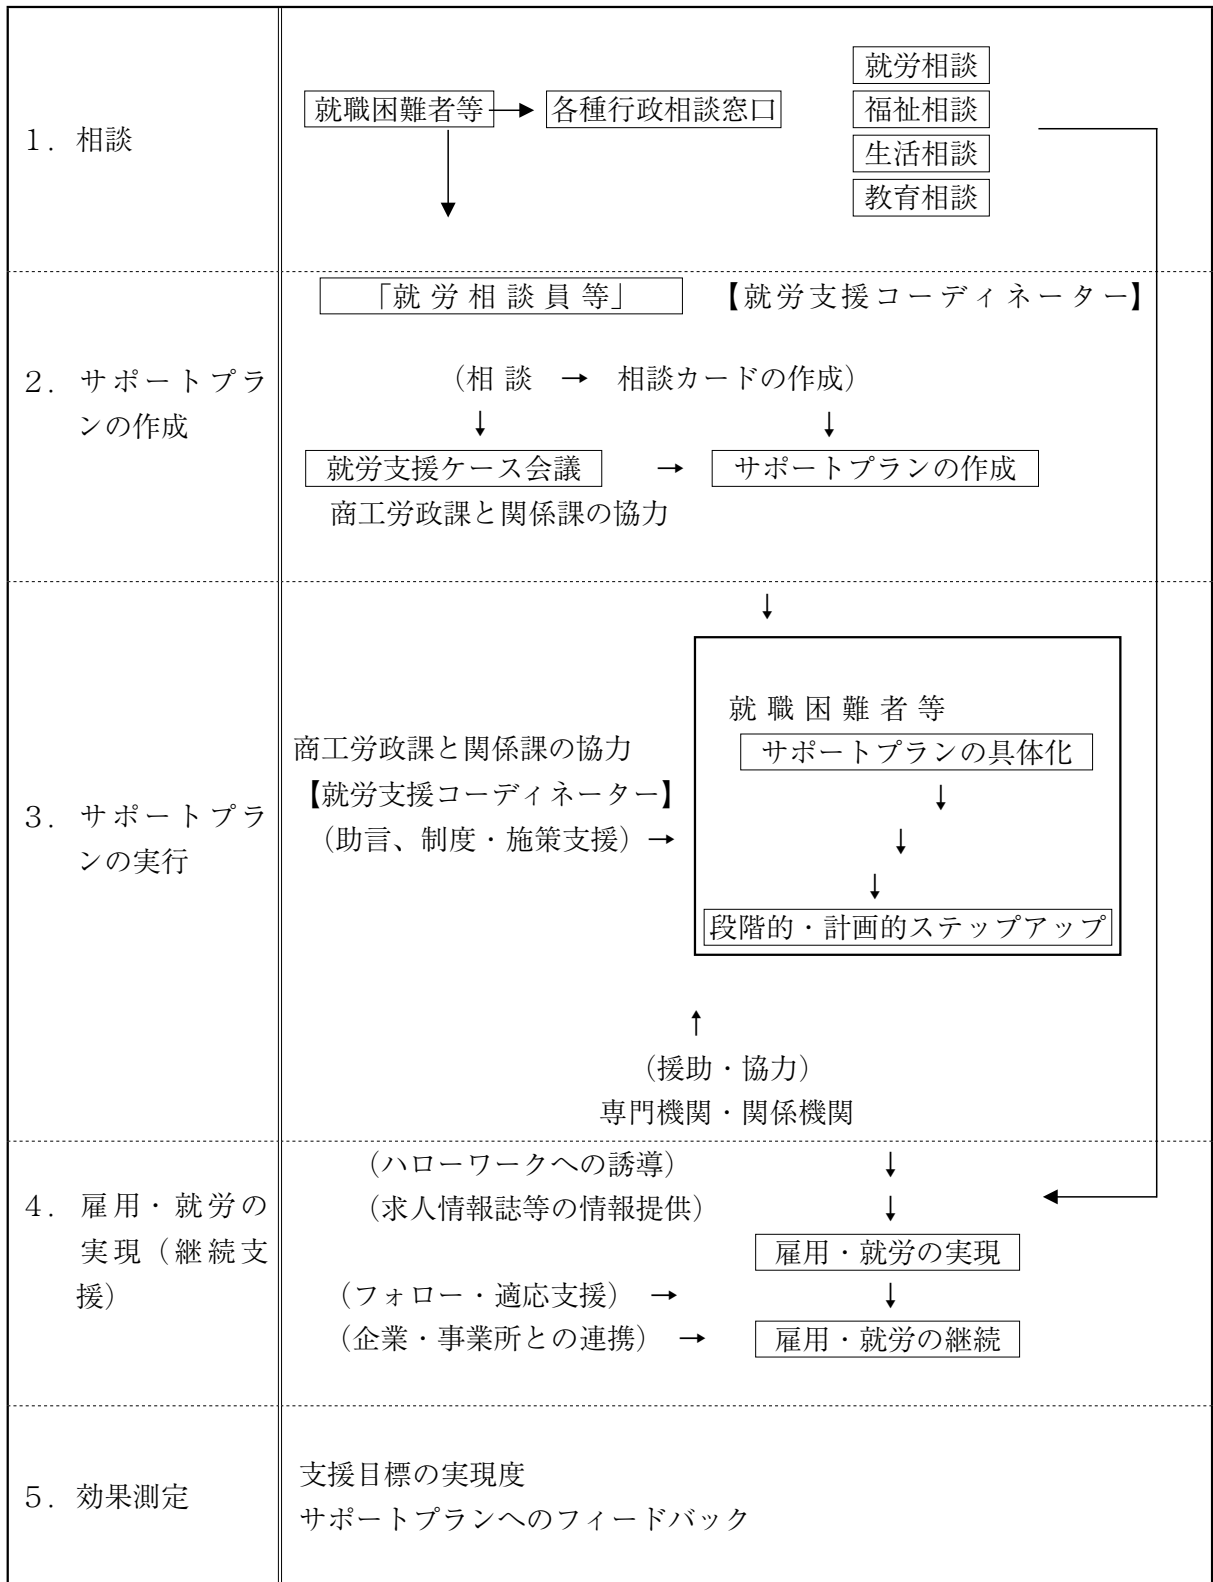 1．相談
就職困難者等 → 各種行政相談窓口
就労相談
福祉相談
生活相談
教育相談
「就労相談員等」　【就労支援コーディネーター】
2．サポートプラ
ンの作成
（相 談　→　相談カードの作成）
↓　↓
就労支援ケース会議　→　サポートプランの作成
商工労政課と関係課の協力
3．サポートプラ
ンの実行
↓
商工労政課と関係課の協力
【就労支援コーディネーター】
（助言、制度・施策支援）→
就職困難者等
サポートプランの具体化
↓
↓
↓
段階的・計画的ステップアップ
↑
（援助・協力）
専門機関・関係機関
4．雇用・就労の
実現（継続支
援）
（ハローワークへの誘導）　↓
（求人情報誌等の情報提供）　↓
雇用・就労の実現
（フォロー・適応支援）　→　↓
（企業・事業所との連携）　→　雇用・就労の継続
5．効果測定
支援目標の実現度
サポートプランへのフィードバック